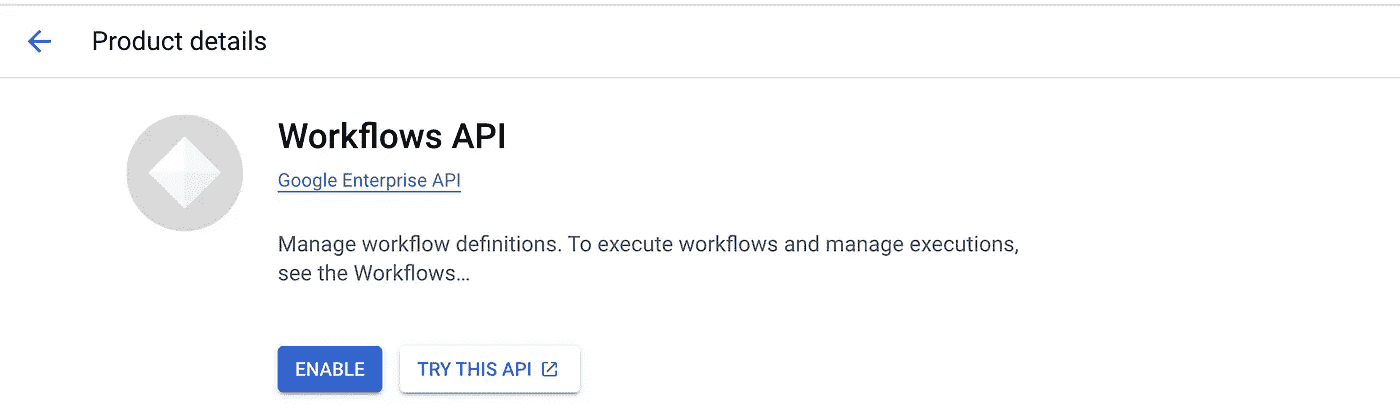 Product details
Workflows API
Google Enterprise API
Manage workflow definitions. To execute workflows and manage executions,
see the Workflows...
ENABLE
TRY THIS API